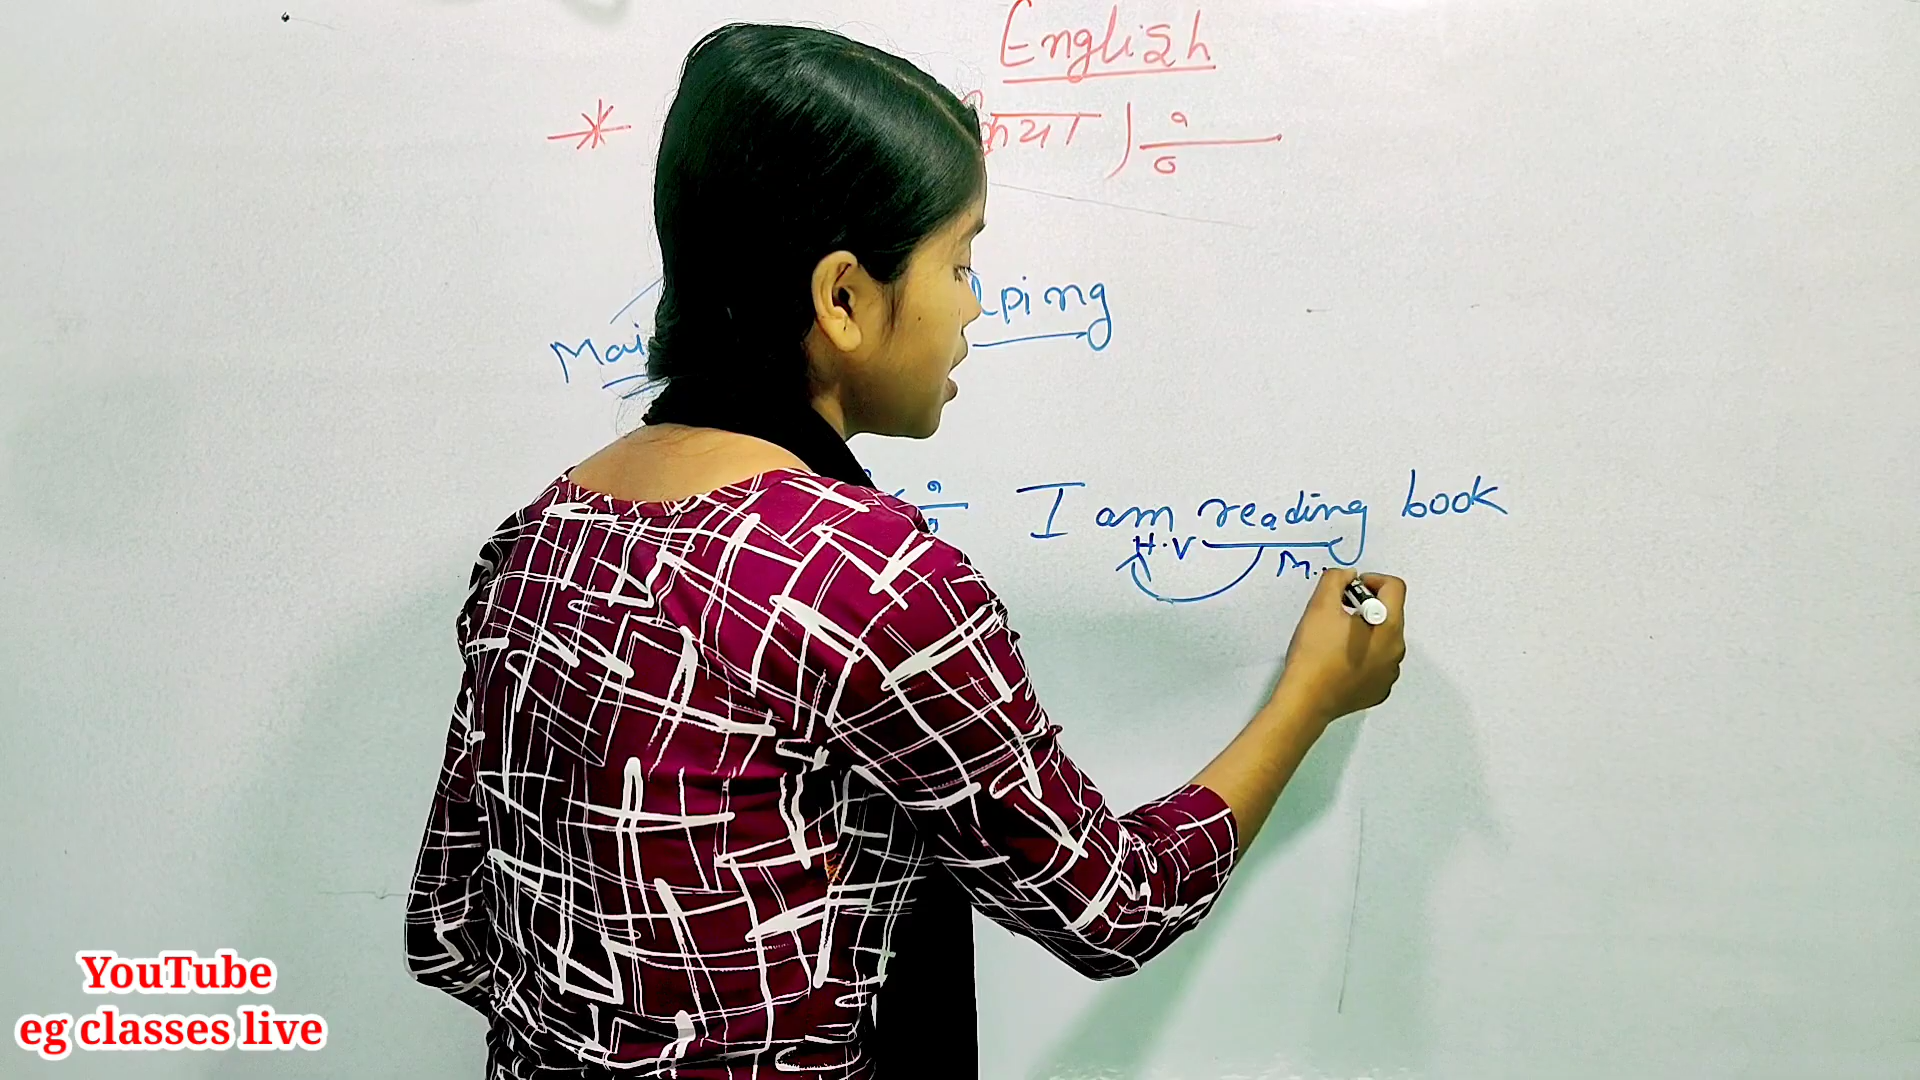 English
क्रिया )
Mai
lping
I am reading book
H.V
M.
YouTube
eg classes live